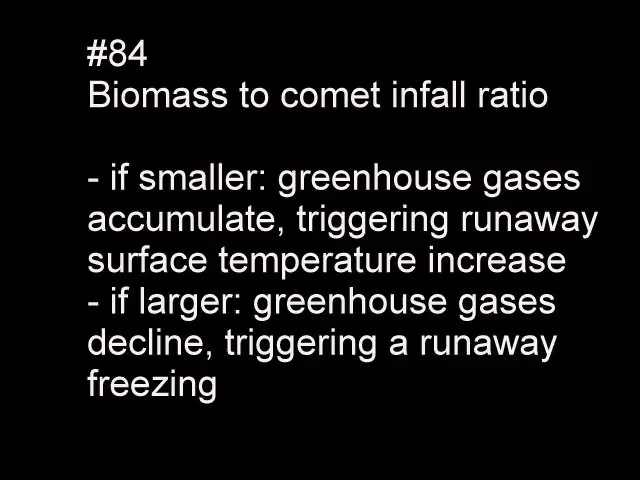 #84
Biomass to comet infall ratio
- if smaller: greenhouse gases
accumulate, triggering runaway
surface temperature increase
- if larger: greenhouse gases
decline, triggering a runaway
freezing